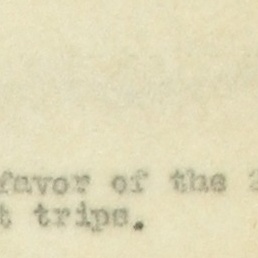 favor of the
t trips.